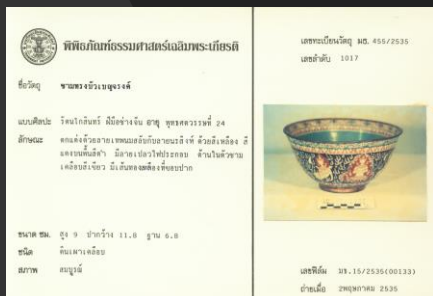 พิพิธภัณฑ์ธรรมศาสตร์เฉลิมพระเกียรติ
ชื่อวัตถุ ชามทรงบัวเบญจรงค์
แบบศิลปะ รัตนโกสินทร์ ฝีมือช่างจีน อายุ พุทธศตวรรษที่ 24
ลักษณะ ตกแต่งด้วยลายเทพนมสลับกับลายนรสิงห์ ด้วยสีเหลือง สี
แดงบนพื้นสีดำ มีลายเปลวไฟประกอบ ด้านในตัวชาม
เคลือบสีเขียว มีเส้นทองเหลืองที่ขอบปาก
ขนาด ซม. สูง 9 ปากกว้าง 11.8 ฐาน 6.8
ชนิด ดินเผาเคลือบ
สภาพ สมบูรณ์
เลขทะเบียนวัตถุ มธ. 455/2535
เลขลำดับ 1017
เลขฟิล์ม มธ.15/2535(00133)
ถ่ายเมื่อ 2พฤษภาคม 2535